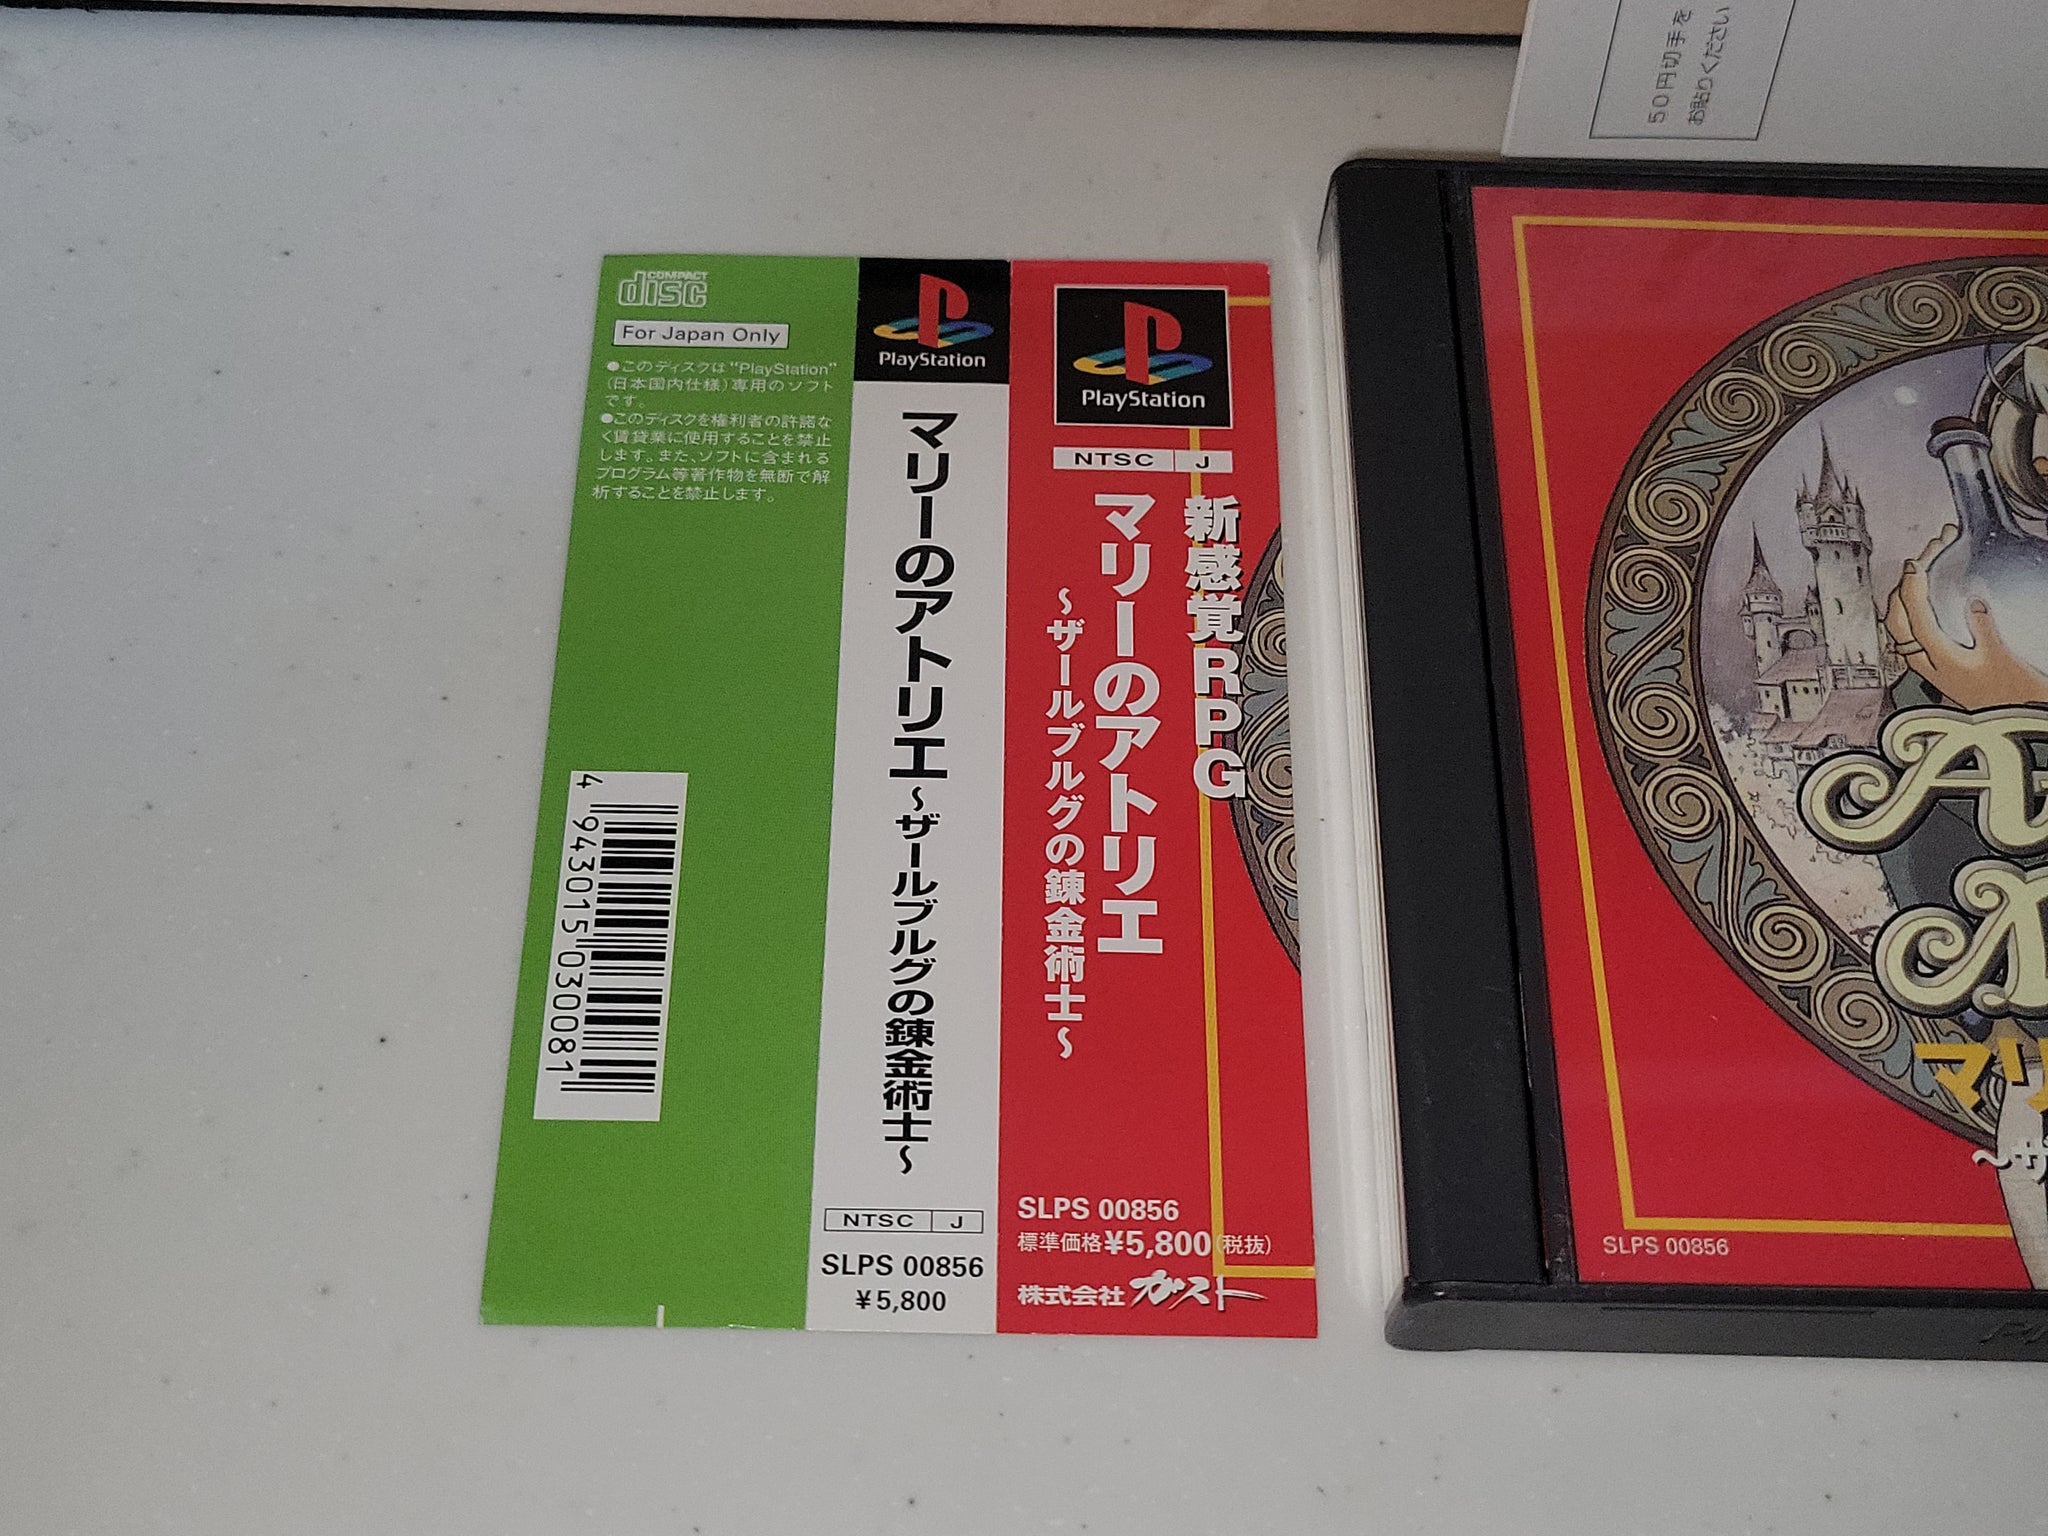 50円切手を
お貼りください
COMPACT
disc
For Japan Only
●このディスクは"PlayStation"
(日本国内仕様)専用のソフト
です。
●このディスクを権利者の許諾な
く賃貸業に使用することを禁止
します。また、ソフトに含まれる
プログラム等著作物を無断で解
析することを禁止します。
4 943015 030081
PlayStation
マリーのアトリエ～ザールブルグの錬金術士～
NTSC J
SLPS 00856
¥5,800
PlayStation
NTSC J
新感覚RPG
マリーのアトリエ
～ザールブルグの錬金術士～
SLPS 00856
標準価格¥5,800(税抜)
株式会社ガスト
A
マリ
～ザ
SLPS 00856